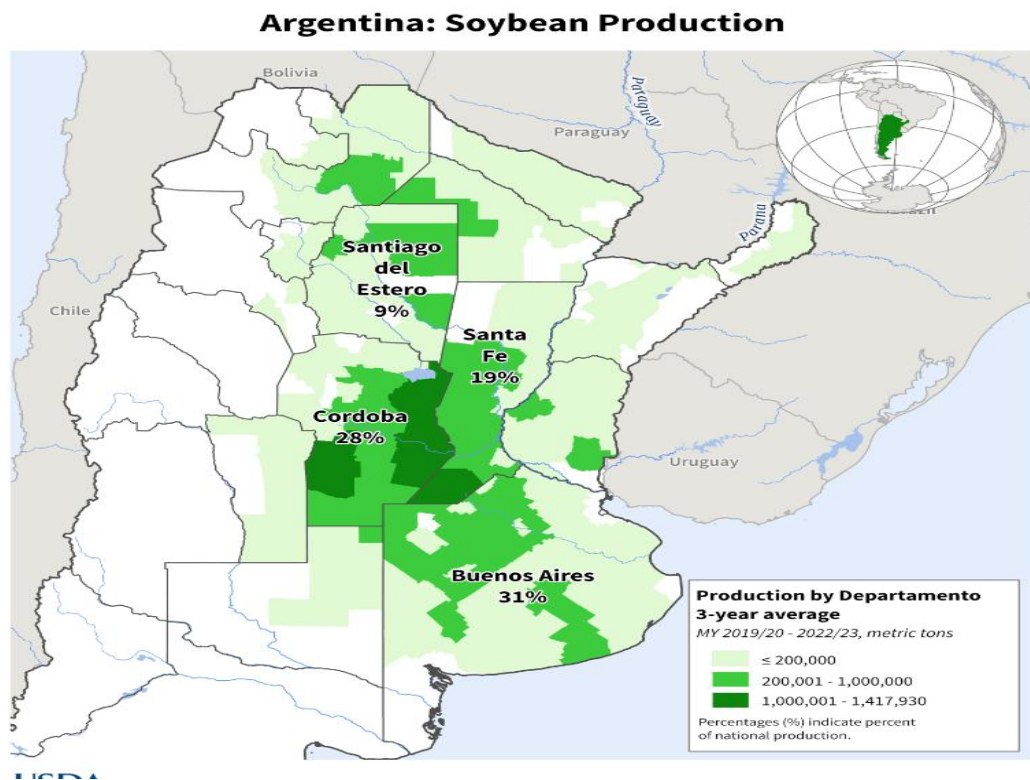 Argentina: Soybean Production
Bolivia
Paraguay
Paraguay
Parana
Chile
Santiago
del
Estero
9%
Santa
Fe
19%
Cordoba
28%
Uruguay
Buenos Aires
31%
Production by Departamento
3-year average
MY 2019/20 - 2022/23, metric tons
≤ 200,000
200,001 - 1,000,000
1,000,001 - 1,417,930
Percentages (%) indicate percent
of national production.
USDA